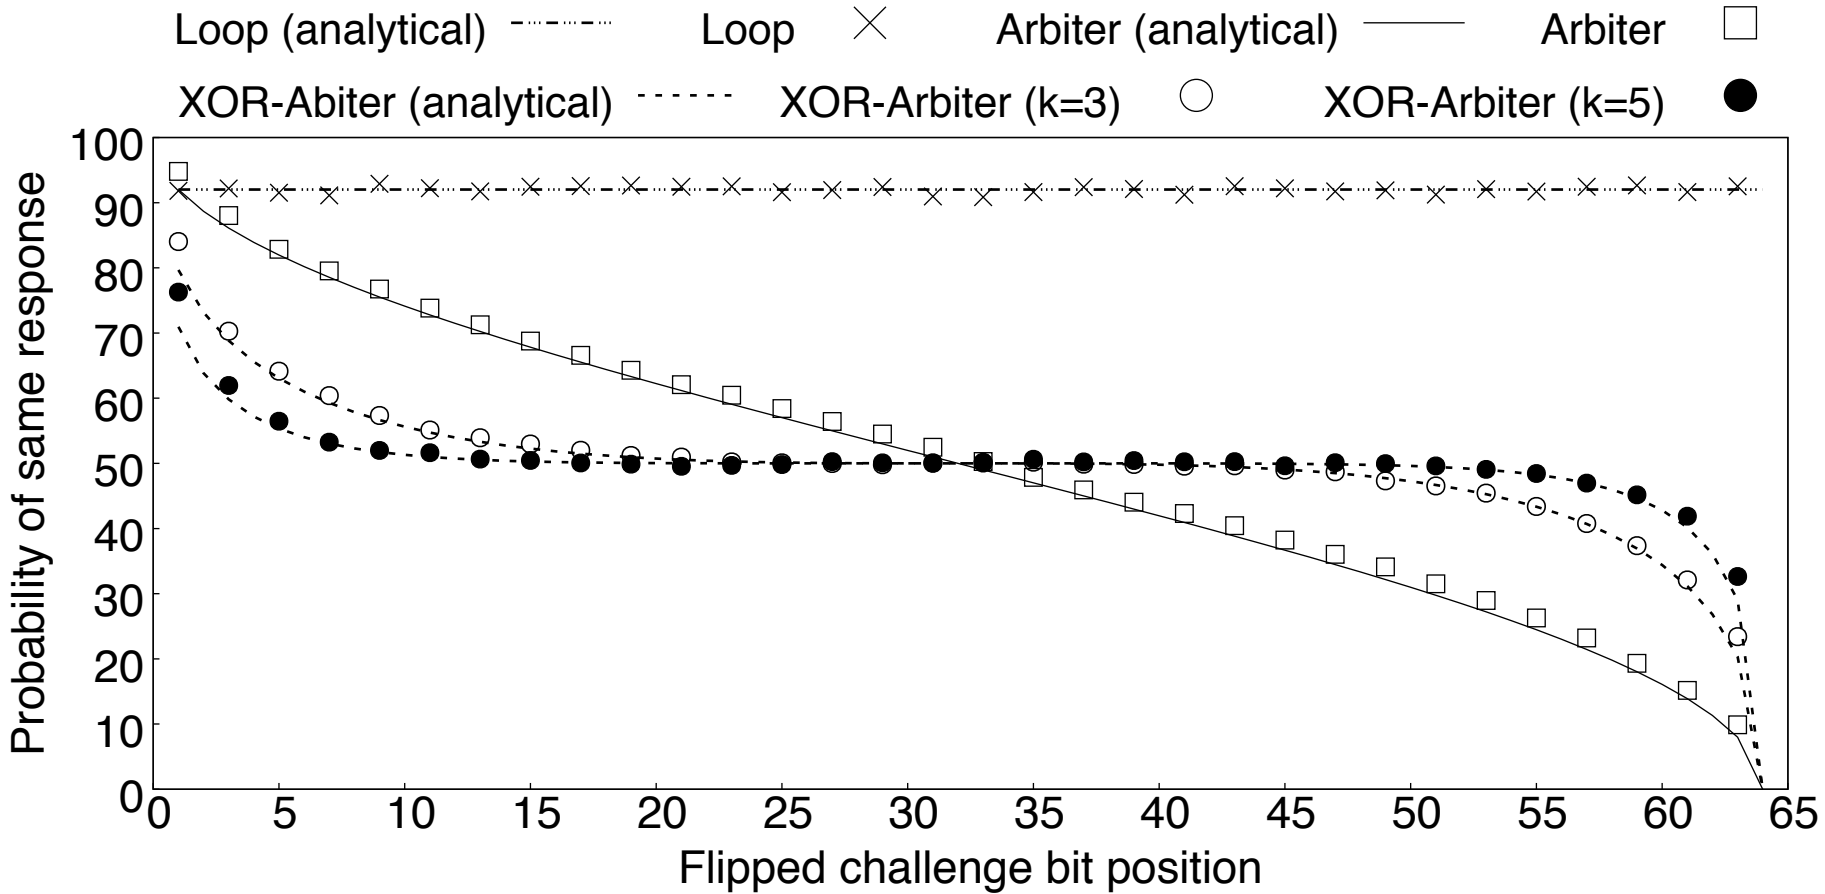 Loop (analytical) Loop Arbiter (analytical) Arbiter
XOR-Abiter (analytical) XOR-Arbiter (k=3) XOR-Arbiter (k=5)
100
90
80
70
60
50
40
30
20
10
0
Probability of same response
0 5 10 15 20 25 30 35 40 45 50 55 60 65
Flipped challenge bit position